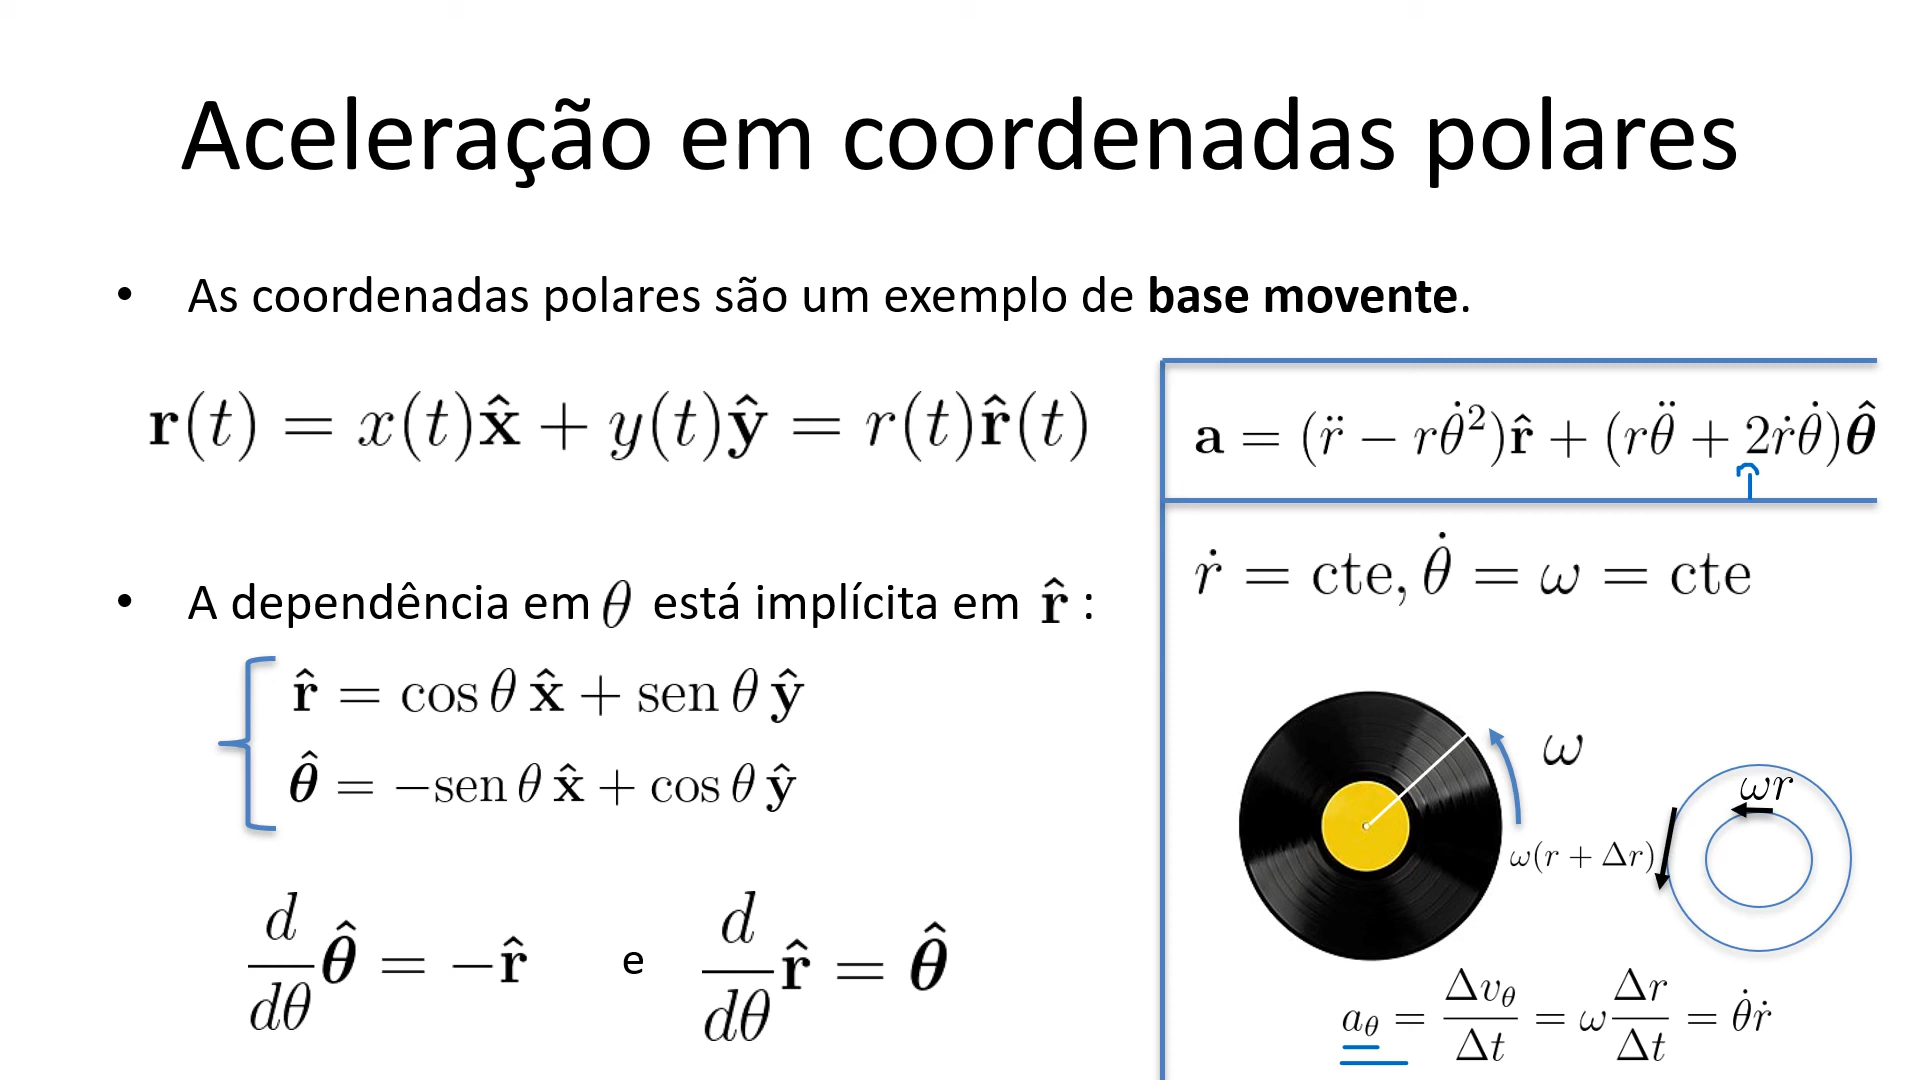 Aceleração em coordenadas polares
• As coordenadas polares são um exemplo de base movente.
𝐫(t) = x(t)x̂ + y(t)ŷ = r(t)r̂(t)
• A dependência em θ está implícita em r̂ :
r̂ = cos θ x̂ + sen θ ŷ
θ̂ = −sen θ x̂ + cos θ ŷ
d/dθ θ̂ = −r̂ e d/dθ r̂ = θ̂
a = (r̈ − rθ̇²)r̂ + (rθ̈ + 2ṙθ̇)θ̂
ṙ = cte, θ̇ = ω = cte
ω
ωr
ω(r + Δr)
a_θ = Δv_θ/Δt = ω Δr/Δt = θ̇ṙ